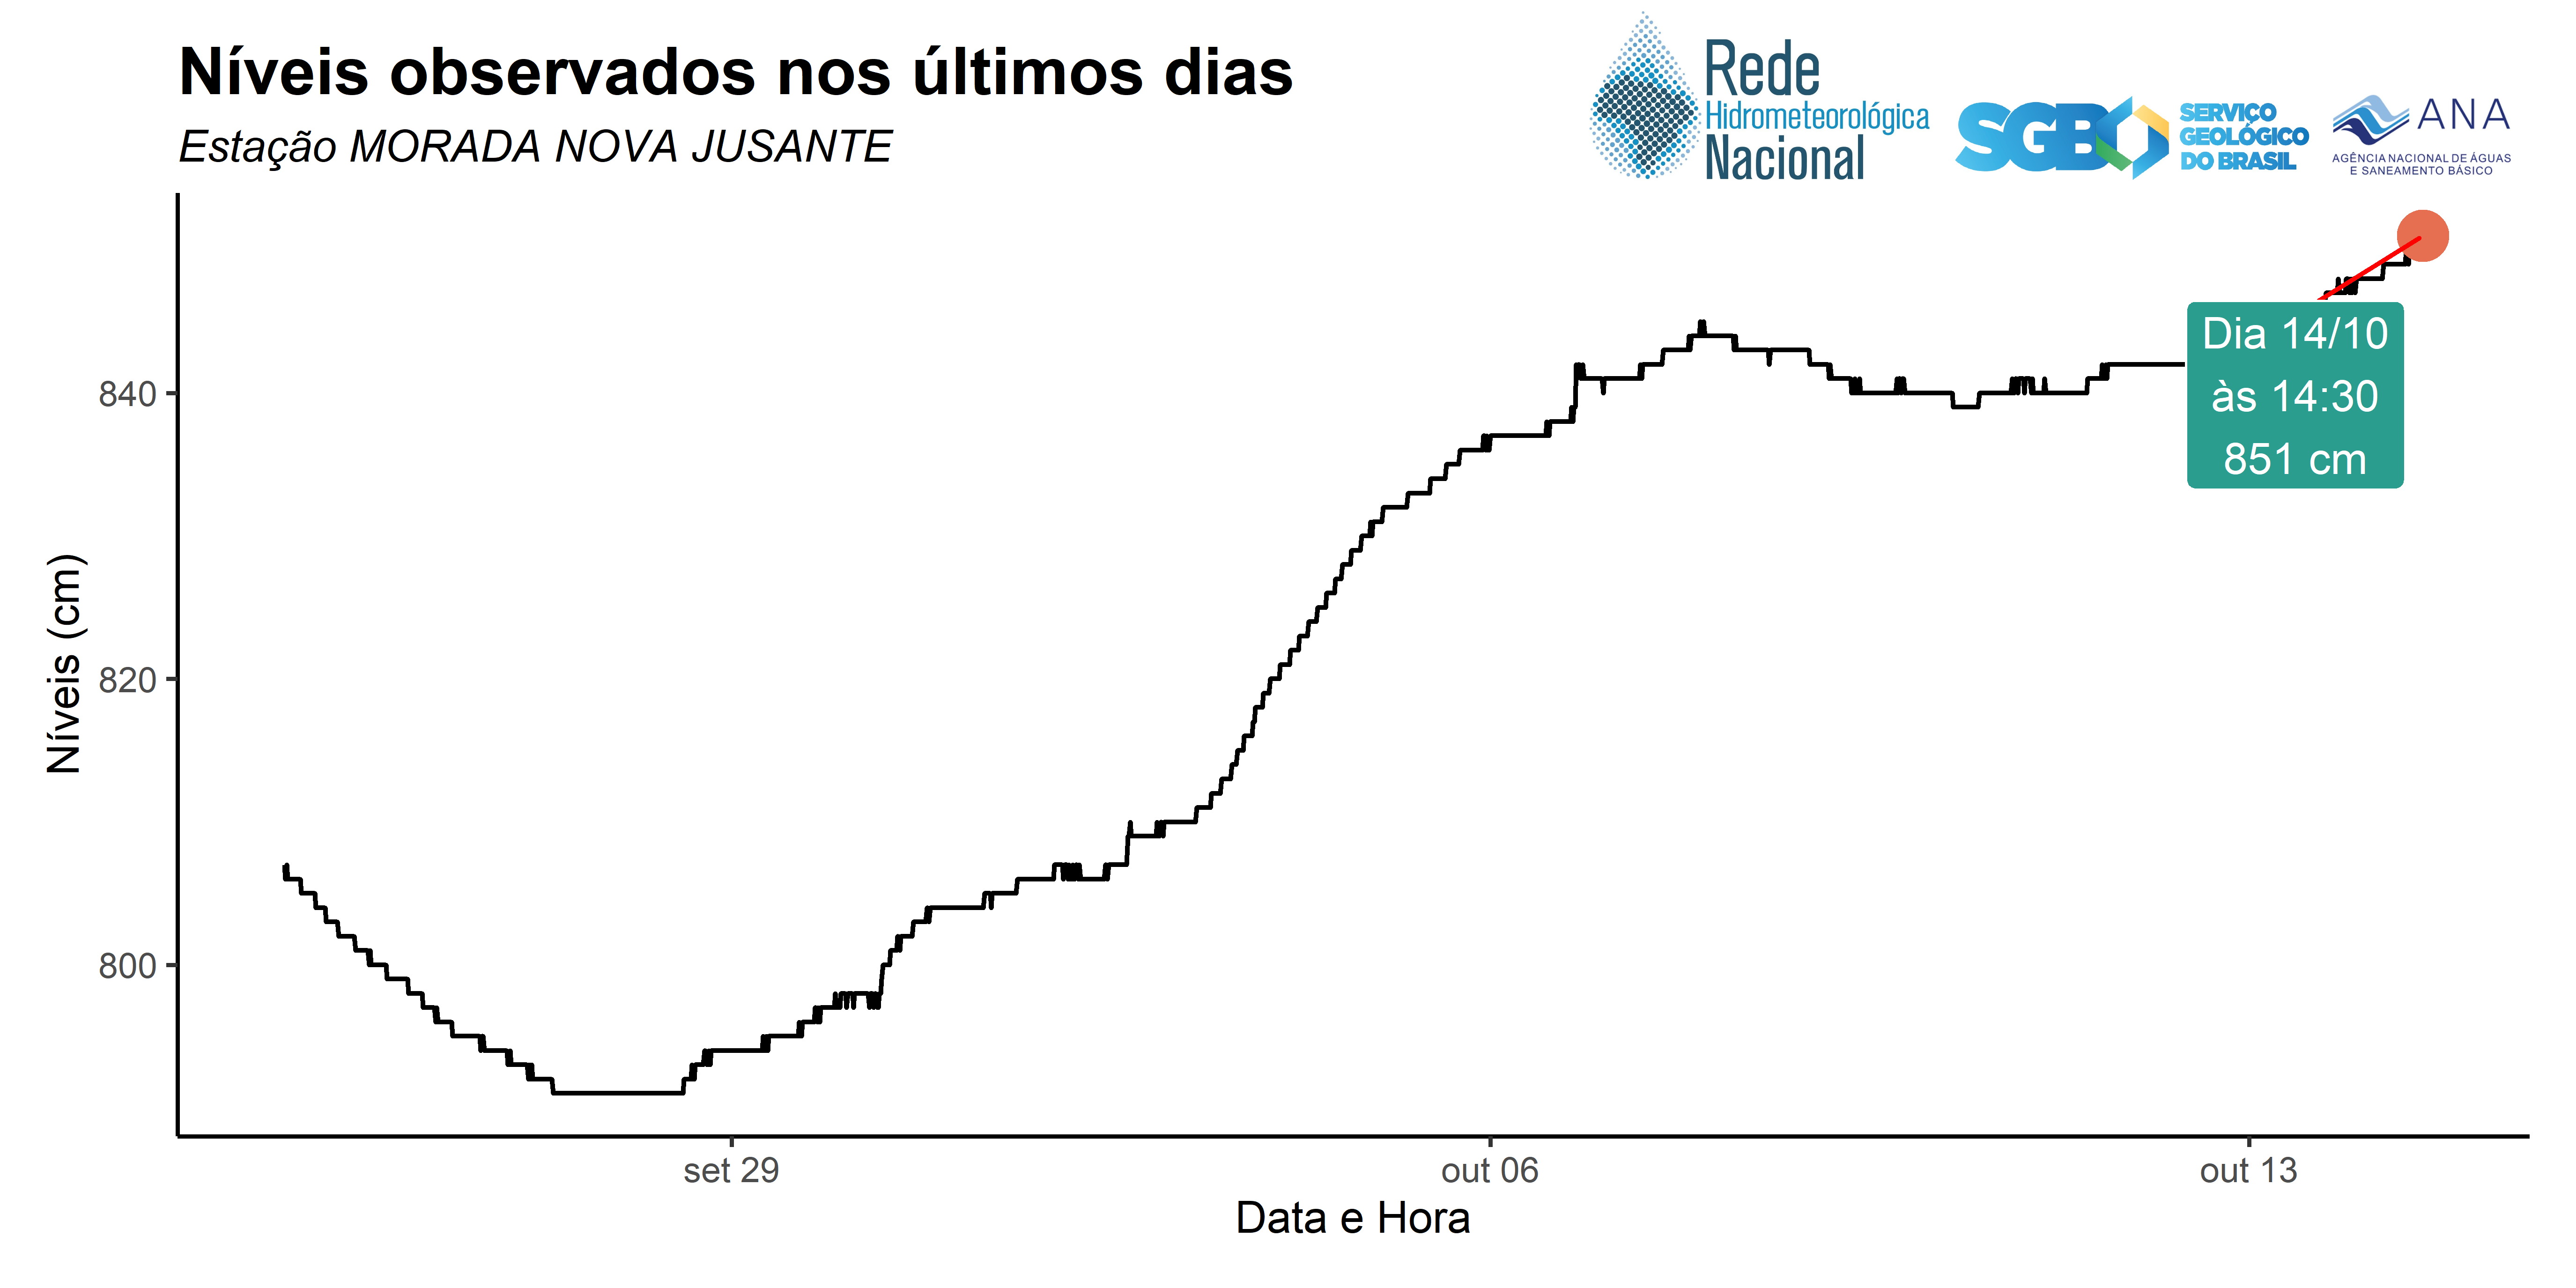 Níveis observados nos últimos dias
Estação MORADA NOVA JUSANTE
Rede
Hidrometeorológica
Nacional
SGB
SERVIÇO
GEOLÓGICO
DO BRASIL
ANA
AGÊNCIA NACIONAL DE ÁGUAS
E SANEAMENTO BÁSICO
Níveis (cm)
840
820
800
Dia 14/10
às 14:30
851 cm
set 29
out 06
out 13
Data e Hora